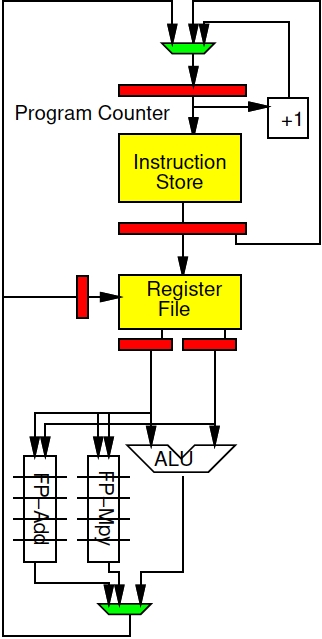 Program Counter
+1
Instruction
Store
Register
File
FP-Add
FP-Mpy
ALU